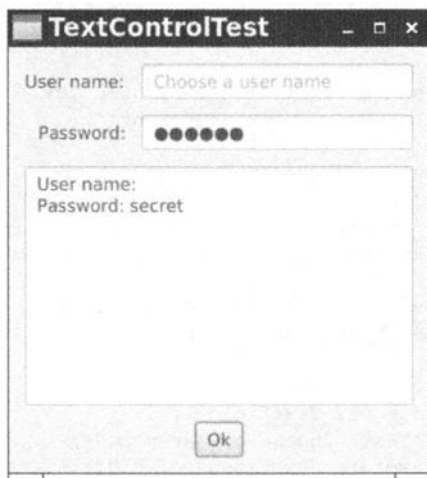 TextControlTest
User name: Choose a user name
Password: ●●●●●●
User name:
Password: secret
Ok